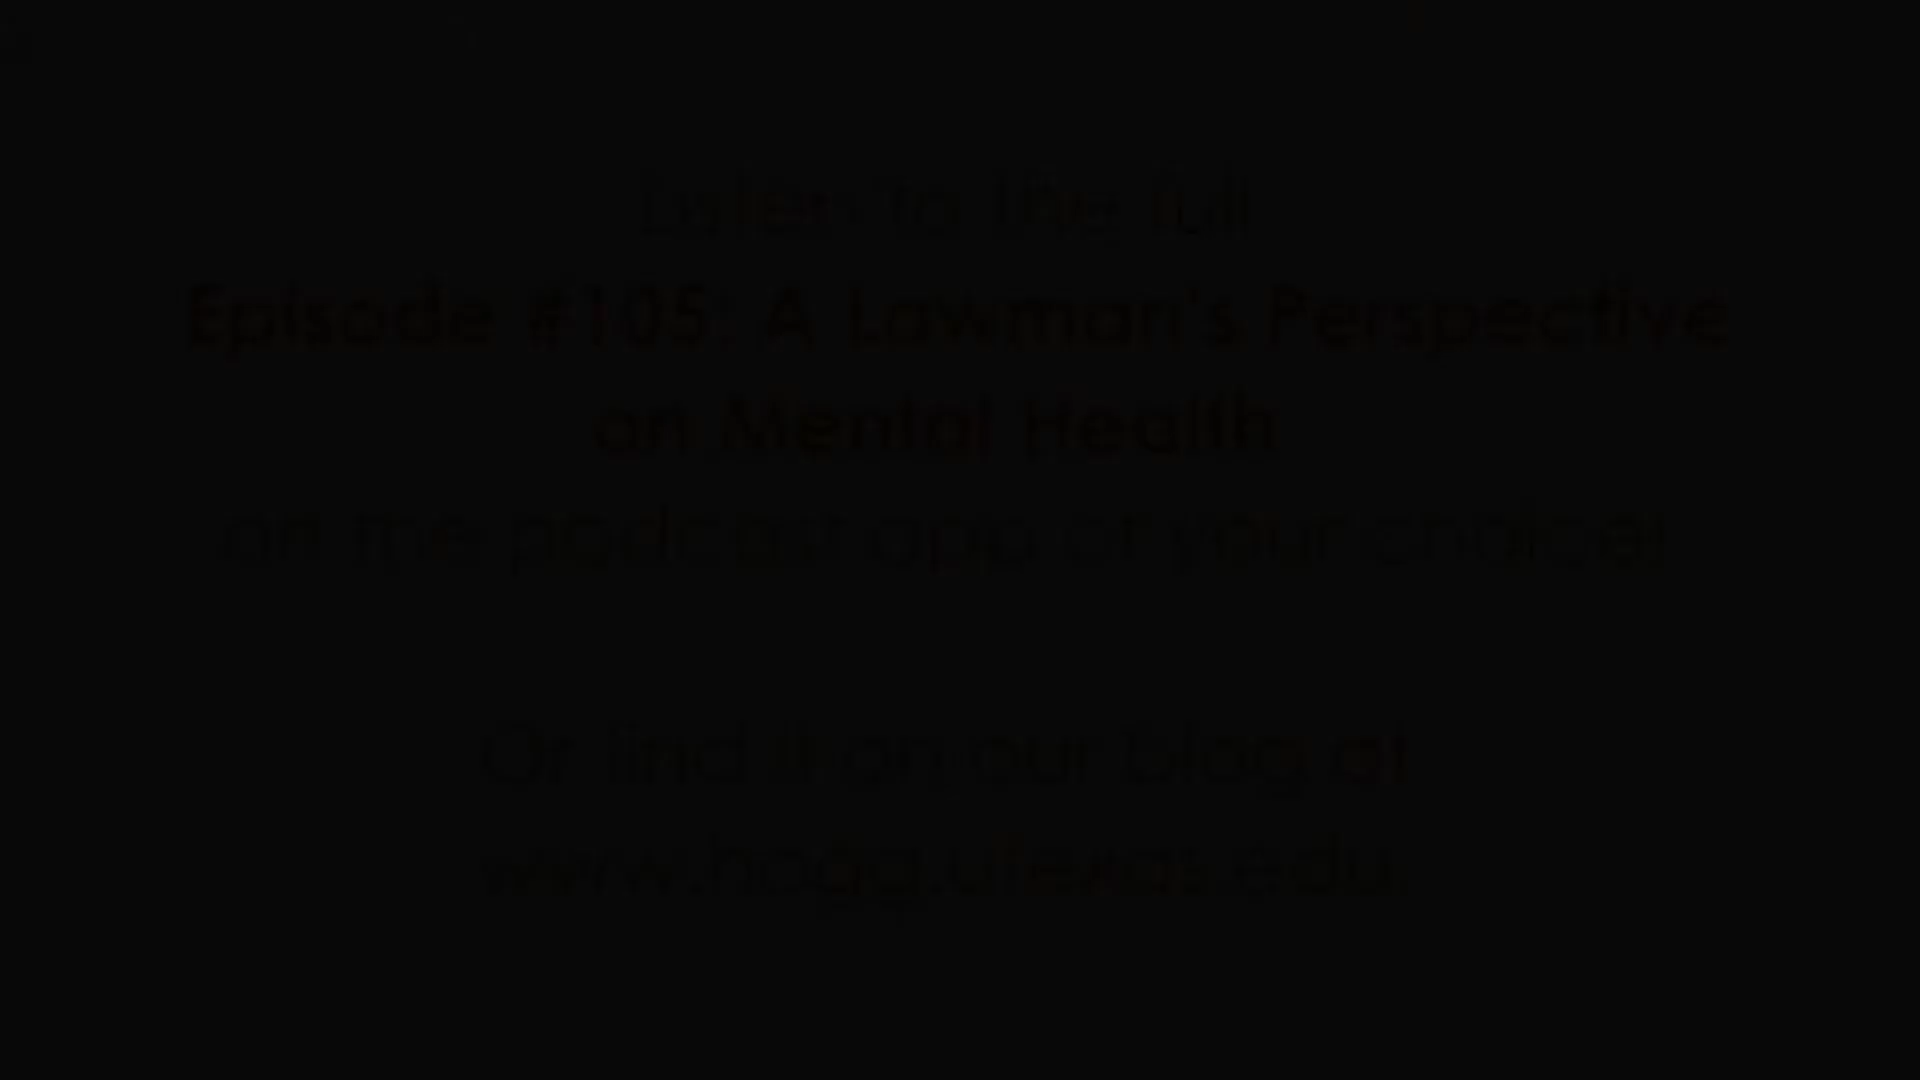 Listen to the full
Episode #105: A Lawman's Perspective
on Mental Health
on the podcast app of your choice!
Or find it on our blog at
www.hogg.utexas.edu